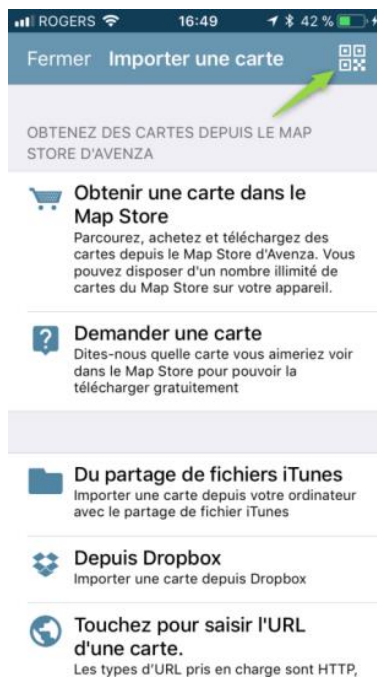 ROGERS 16:49 42 %
Fermer Importer une carte
OBTENEZ DES CARTES DEPUIS LE MAP
STORE D'AVENZA
Obtenir une carte dans le
Map Store
Parcourez, achetez et téléchargez des
cartes depuis le Map Store d'Avenza. Vous
pouvez disposer d'un nombre illimité de
cartes du Map Store sur votre appareil.
Demander une carte
Dites-nous quelle carte vous aimeriez voir
dans le Map Store pour pouvoir la
télécharger gratuitement
Du partage de fichiers iTunes
Importer une carte depuis votre ordinateur
avec le partage de fichier iTunes
Depuis Dropbox
Importer une carte depuis Dropbox
Touchez pour saisir l'URL
d'une carte.
Les types d'URL pris en charge sont HTTP,